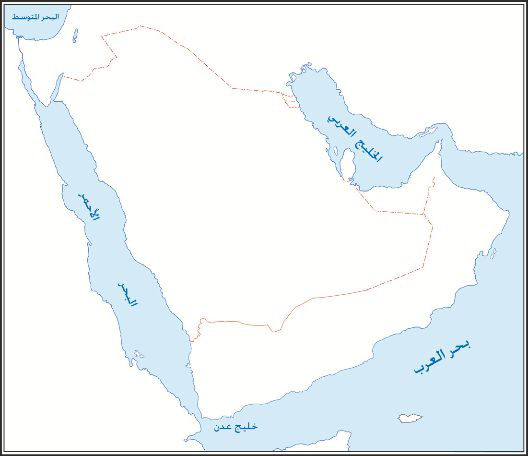 البحر المتوسط
الخليج العربي
البحر
الأحمر
بحر العرب
خليج عدن